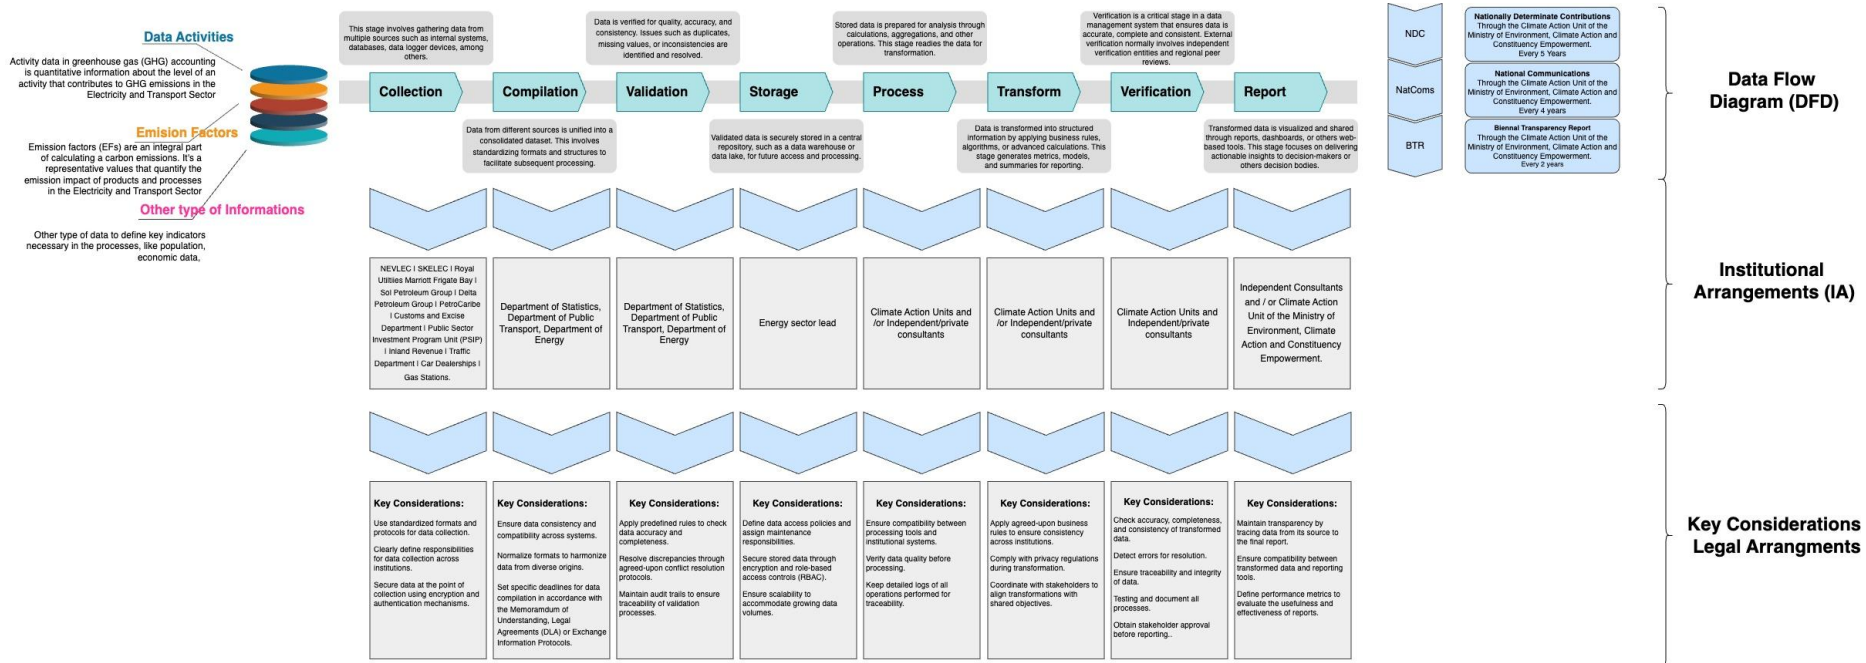 Data Activities
Activity data in greenhouse gas (GHG) accounting
is quantitative information about the level of an
activity that contributes to GHG emissions in the
Electricity and Transport Sector
Emision Factors
Emission factors (EFs) are an integral part
of calculating a carbon emissions. It's a
representative values that quantify the
emission impact of products and processes
in the Electricity and Transport Sector
Other type of Informations
Other type of data to define key indicators
necessary in the processes, like population,
economic data,
This stage involves gathering data from
multiple sources such as internal systems,
databases, data logger devices, among
others.
Data is verified for quality, accuracy, and
consistency. Issues such as duplicates,
missing values, or inconsistencies are
identified and resolved.
Stored data is prepared for analysis through
calculations, aggregations, and other
operations. This stage readies the data for
transformation.
Verification is a critical stage in a data
management system that ensures data is
accurate, complete and consistent. External
verification normally involves independent
verification entities and regional peer
reviews.
Collection
Compilation
Validation
Storage
Process
Transform
Verification
Report
Data from different sources is unified into a
consolidated dataset. This involves
standardizing formats and structures to
facilitate subsequent processing.
Validated data is securely stored in a central
repository, such as a data warehouse or
data lake, for future access and processing.
Data is transformed into structured
information by applying business rules,
algorithms, or advanced calculations. This
stage generates metrics, models,
and summaries for reporting.
Transformed data is visualized and shared
through reports, dashboards, or others web-
based tools. This stage focuses on delivering
actionable insights to decision-makers or
others decision bodies.
NDC
Nationally Determinate Contributions
Through the Climate Action Unit of the
Ministry of Environment, Climate Action and
Constituency Empowerment.
Every 5 Years
NatComs
National Communications
Through the Climate Action Unit of the
Ministry of Environment, Climate Action and
Constituency Empowerment.
Every 4 years
BTR
Biennal Transparency Report
Through the Climate Action Unit of the
Ministry of Environment, Climate Action and
Constituency Empowerment.
Every 2 years
Data Flow
Diagram (DFD)
NEVLEC I SKELEC I Royal
Utilties Marriott Frigate Bay I
Sol Petroleum Group I Delta
Petroleum Group I PetroCaribe
I Customs and Excise
Department I Public Sector
Investment Program Unit (PSIP)
I Inland Revenue I Traffic
Department I Car Dealerships I
Gas Stations.
Department of Statistics,
Department of Public
Transport, Department of
Energy
Department of Statistics,
Department of Public
Transport, Department of
Energy
Energy sector lead
Climate Action Units and
/or Independent/private
consultants
Climate Action Units and
/or Independent/private
consultants
Climate Action Units and
Independent/private
consultants
Independent Consultants
and / or Climate Action
Unit of the Ministry of
Environment, Climate
Action and Constituency
Empowerment.
Institutional
Arrangements (IA)
Key Considerations:
Use standardized formats and
protocols for data collection.
Clearly define responsibilities
for data collection across
institutions.
Secure data at the point of
collection using encryption and
authentication mechanisms.
Key Considerations:
Ensure data consistency and
compatibility across systems.
Normalize formats to harmonize
data from diverse origins.
Set specific deadlines for data
compilation in accordance with
the Memoramdum of
Understanding, Legal
Agreements (DLA) or Exchange
Information Protocols.
Key Considerations:
Apply predefined rules to check
data accuracy and
completeness.
Resolve discrepancies through
agreed-upon conflict resolution
protocols.
Maintain audit trails to ensure
traceability of validation
processes.
Key Considerations:
Define data access policies and
assign maintenance
responsibilities.
Secure stored data through
encryption and role-based
access controls (RBAC).
Ensure scalability to
accommodate growing data
volumes.
Key Considerations:
Ensure compatibility between
processing tools and
institutional systems.
Verify data quality before
processing.
Keep detailed logs of all
operations performed for
traceability.
Key Considerations:
Apply agreed-upon business
rules to ensure consistency
across institutions.
Comply with privacy regulations
during transformation.
Coordinate with stakeholders to
align transformations with
shared objectives.
Key Considerations:
Check accuracy, completeness,
and consistency of transformed
data.
Detect errors for resolution.
Ensure traceability and integrity
of data.
Testing and document all
processes.
Obtain stakeholder approval
before reporting..
Key Considerations:
Maintain transparency by
tracing data from its source to
the final report.
Ensure compatibility between
transformed data and reporting
tools.
Define performance metrics to
evaluate the usefulness and
effectiveness of reports.
Key Considerations
Legal Arrangments